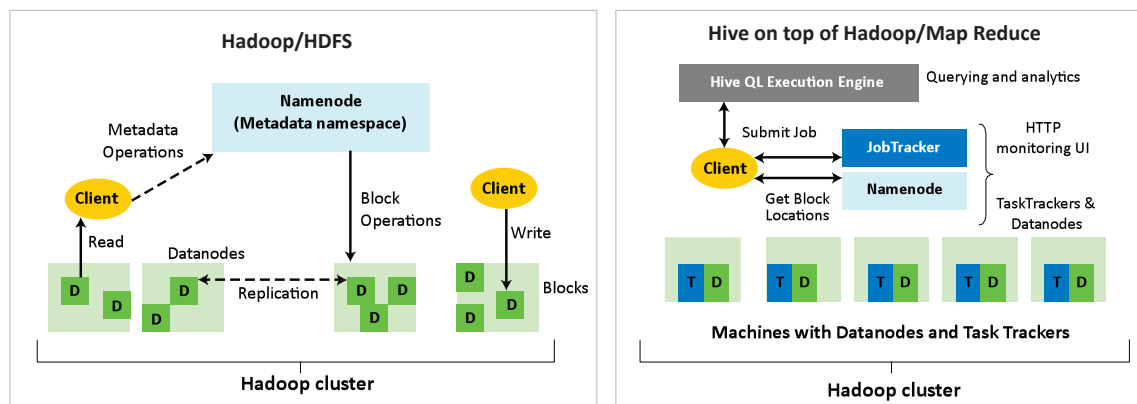 Hadoop/HDFS
Namenode
(Metadata namespace)
Metadata
Operations
Client
Client
Block
Operations
Read
Write
Datanodes
Replication
Blocks
D
D
D
D
D
D
D
D
D
D
Hadoop cluster
Hive on top of Hadoop/Map Reduce
Hive QL Execution Engine
Querying and analytics
Submit Job
HTTP
monitoring UI
JobTracker
Client
Namenode
Get Block
Locations
TaskTrackers &
Datanodes
T D
T D
T D
T D
T D
Machines with Datanodes and Task Trackers
Hadoop cluster